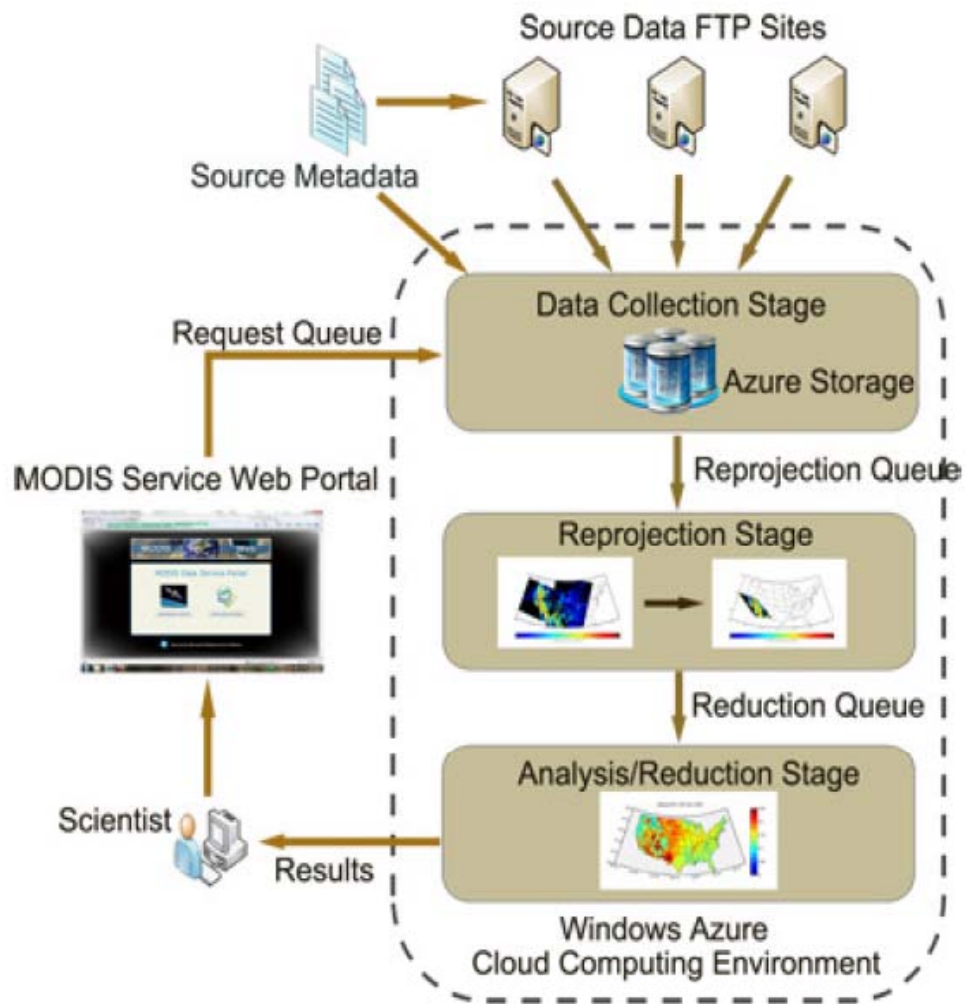 Source Data FTP Sites
Source Metadata
Request Queue
Data Collection Stage
Azure Storage
MODIS Service Web Portal
Reprojection Queue
Reprojection Stage
Reduction Queue
Analysis/Reduction Stage
Scientist
Results
Windows Azure
Cloud Computing Environment